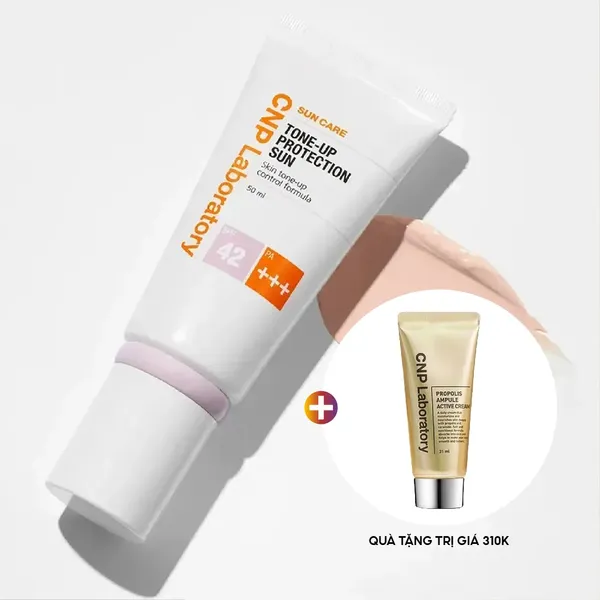 SUN CARE
CNP Laboratory
TONE-UP
PROTECTION
SUN
Skin tone-up
control formula
50 ml
SPF
42
PA
+++
CNP Laboratory
PROPOLIS
AMPULE
ACTIVE CREAM
QUÀ TẶNG TRỊ GIÁ 310K